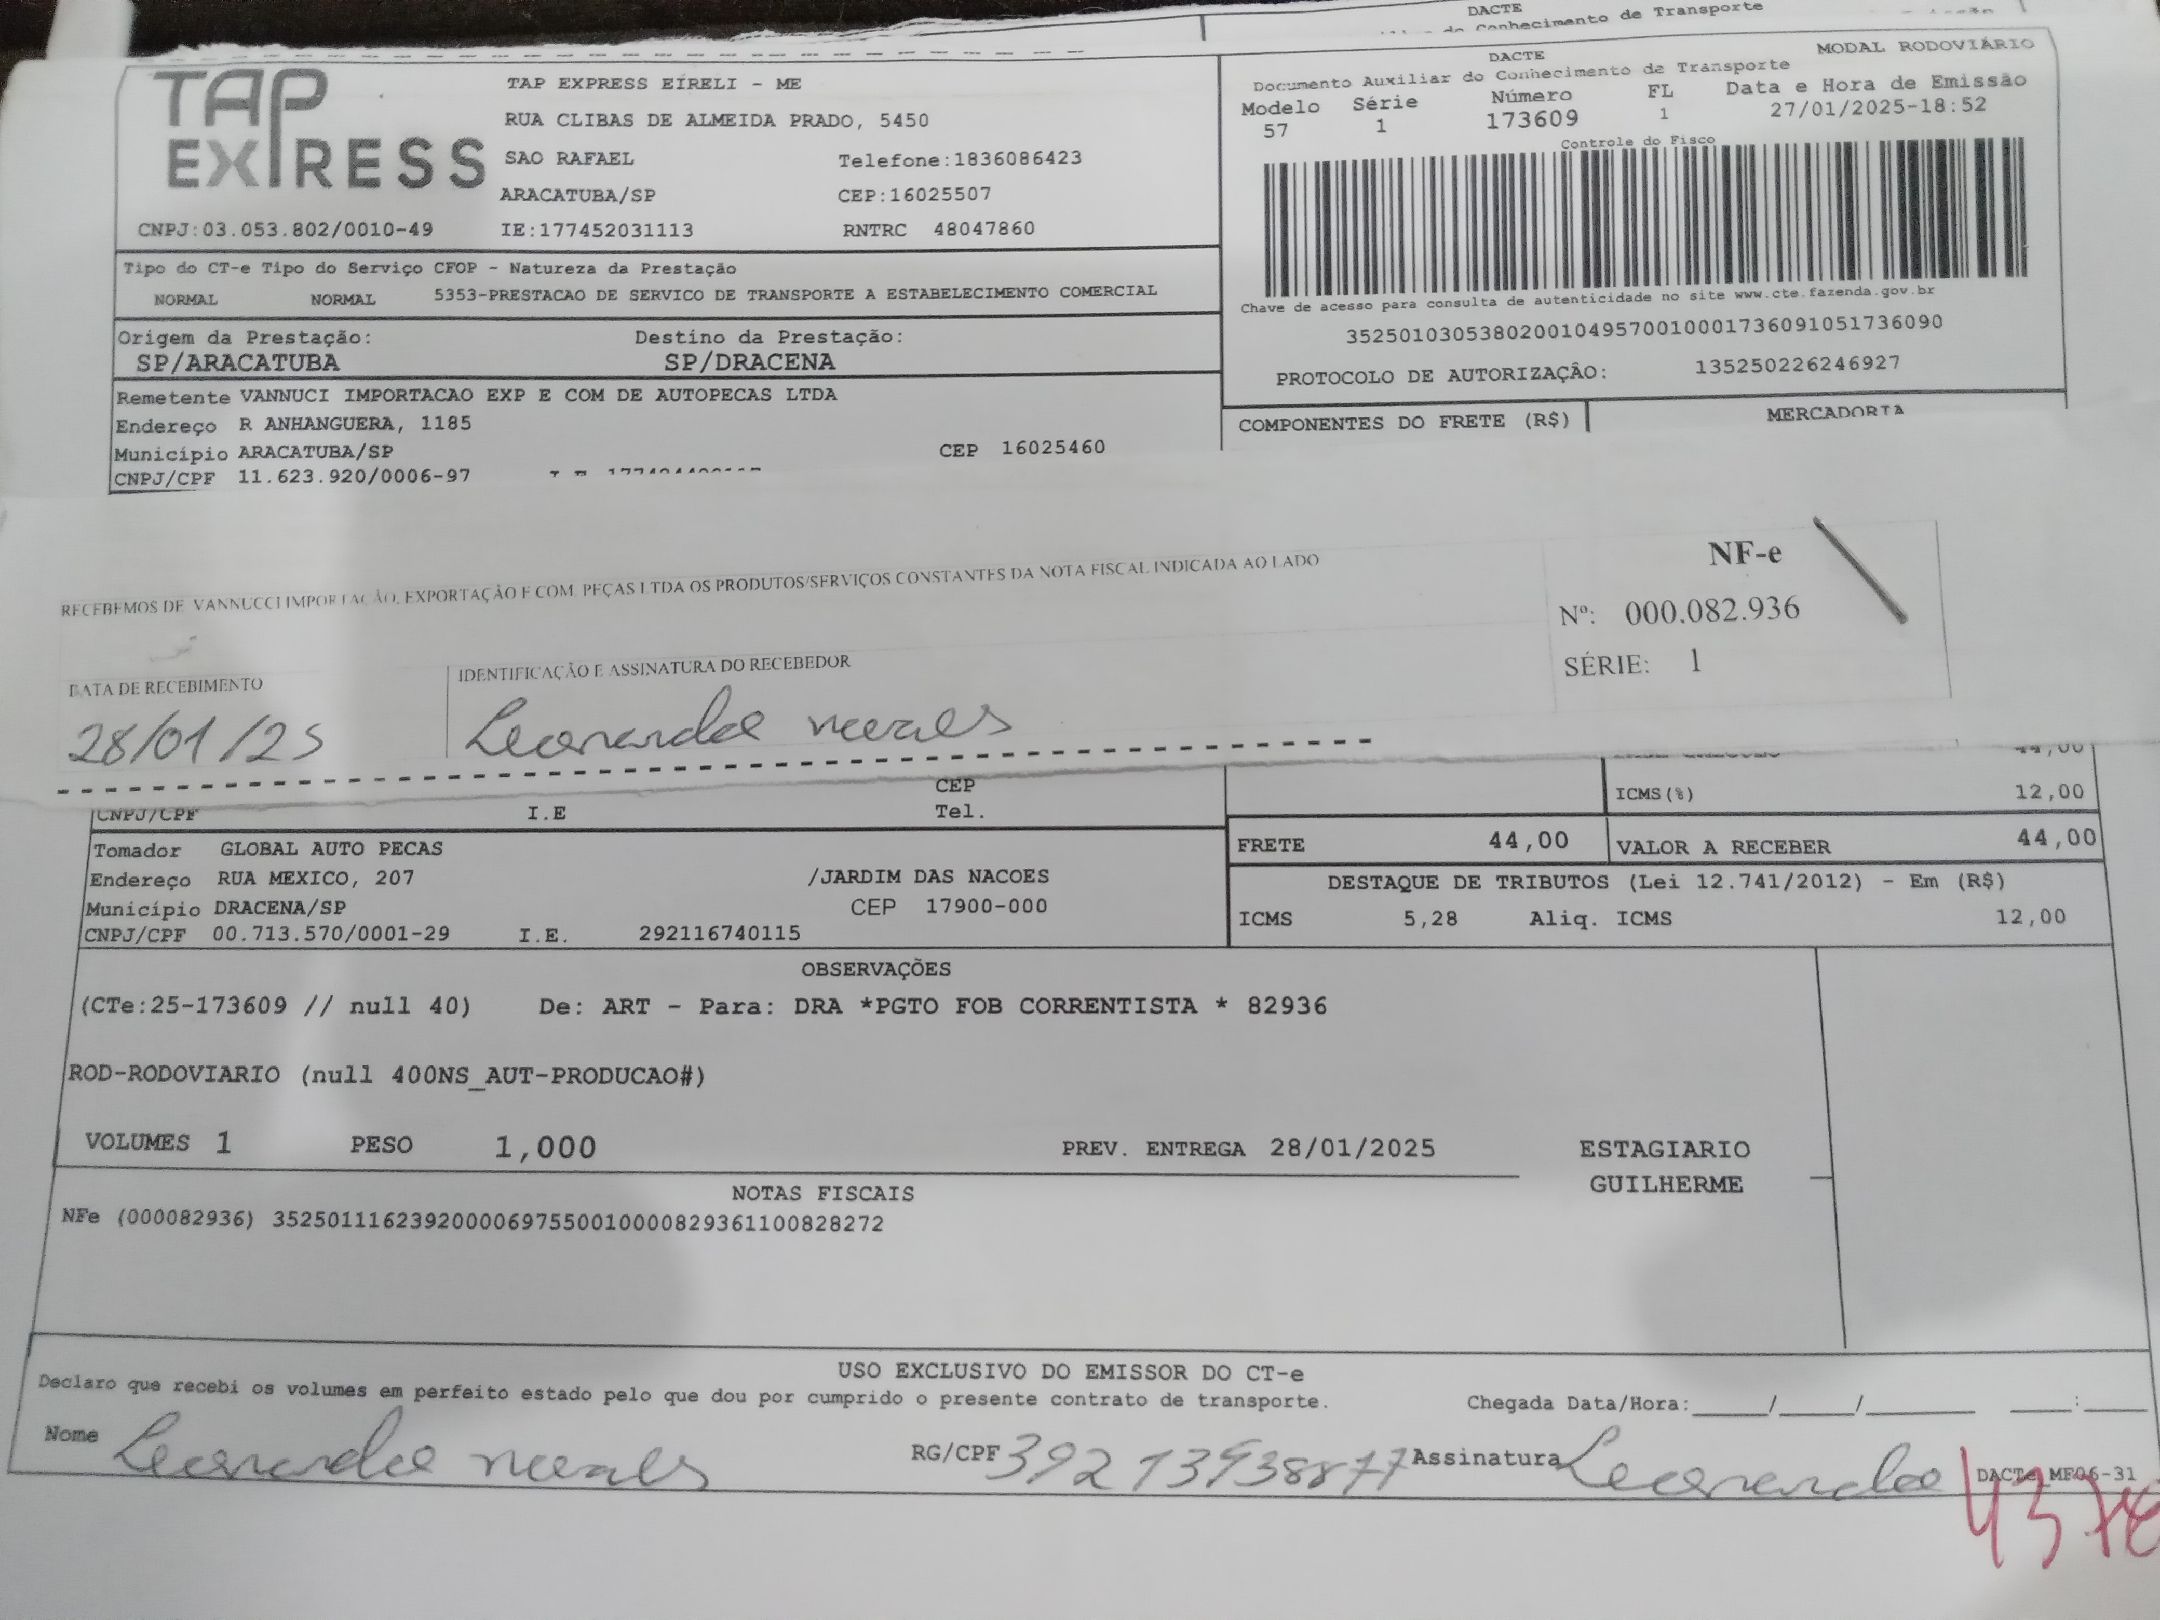 DACTE
Conhecimento de Transporte
TAP EXPRESS
TAP EXPRESS EIRELI - ME
RUA CLIBAS DE ALMEIDA PRADO, 5450
SAO RAFAEL Telefone:1836086423
ARACATUBA/SP CEP:16025507
CNPJ:03.053.802/0010-49 IE:177452031113 RNTRC 48047860
DACTE MODAL RODOVIÁRIO
Documento Auxiliar do Conhecimento de Transporte
Modelo Série Número FL Data e Hora de Emissão
57 1 173609 1 27/01/2025-18:52
Controle do Fisco
Chave de acesso para consulta de autenticidade no site www.cte.fazenda.gov.br
35250103053802001049570010001736091051736090
PROTOCOLO DE AUTORIZAÇÃO: 135250226246927
Tipo do CT-e Tipo do Serviço CFOP - Natureza da Prestação
NORMAL NORMAL 5353-PRESTACAO DE SERVICO DE TRANSPORTE A ESTABELECIMENTO COMERCIAL
Origem da Prestação: Destino da Prestação:
SP/ARACATUBA SP/DRACENA
Remetente VANNUCI IMPORTACAO EXP E COM DE AUTOPECAS LTDA
Endereço R ANHANGUERA, 1185
Município ARACATUBA/SP CEP 16025460
CNPJ/CPF 11.623.920/0006-97
COMPONENTES DO FRETE (R$) MERCADORIA
RECEBEMOS DE VANNUCCI IMPORTAÇÃO, EXPORTAÇÃO E COM. PEÇAS LTDA OS PRODUTOS/SERVIÇOS CONSTANTES DA NOTA FISCAL INDICADA AO LADO
NF-e
Nº: 000.082.936
SÉRIE: 1
DATA DE RECEBIMENTO IDENTIFICAÇÃO E ASSINATURA DO RECEBEDOR
28/01/25 Leonardo
44,00
CEP
ICMS(%) 12,00
CNPJ/CPF I.E Tel.
FRETE 44,00 VALOR A RECEBER 44,00
Tomador GLOBAL AUTO PECAS
Endereço RUA MEXICO, 207 /JARDIM DAS NACOES
Município DRACENA/SP CEP 17900-000
CNPJ/CPF 00.713.570/0001-29 I.E. 292116740115
DESTAQUE DE TRIBUTOS (Lei 12.741/2012) - Em (R$)
ICMS 5,28 Aliq. ICMS 12,00
OBSERVAÇÕES
(CTe:25-173609 // null 40) De: ART - Para: DRA *PGTO FOB CORRENTISTA * 82936
ROD-RODOVIARIO (null 400NS_AUT-PRODUCAO#)
VOLUMES 1 PESO 1,000 PREV. ENTREGA 28/01/2025 ESTAGIARIO
GUILHERME
NOTAS FISCAIS
NFe (000082936) 35250111623920000697550010000829361100828272
USO EXCLUSIVO DO EMISSOR DO CT-e
Declaro que recebi os volumes em perfeito estado pelo que dou por cumprido o presente contrato de transporte.
Chegada Data/Hora:_____/_____/_______ ____:____
Nome Leonardo RG/CPF Assinatura Leonardo